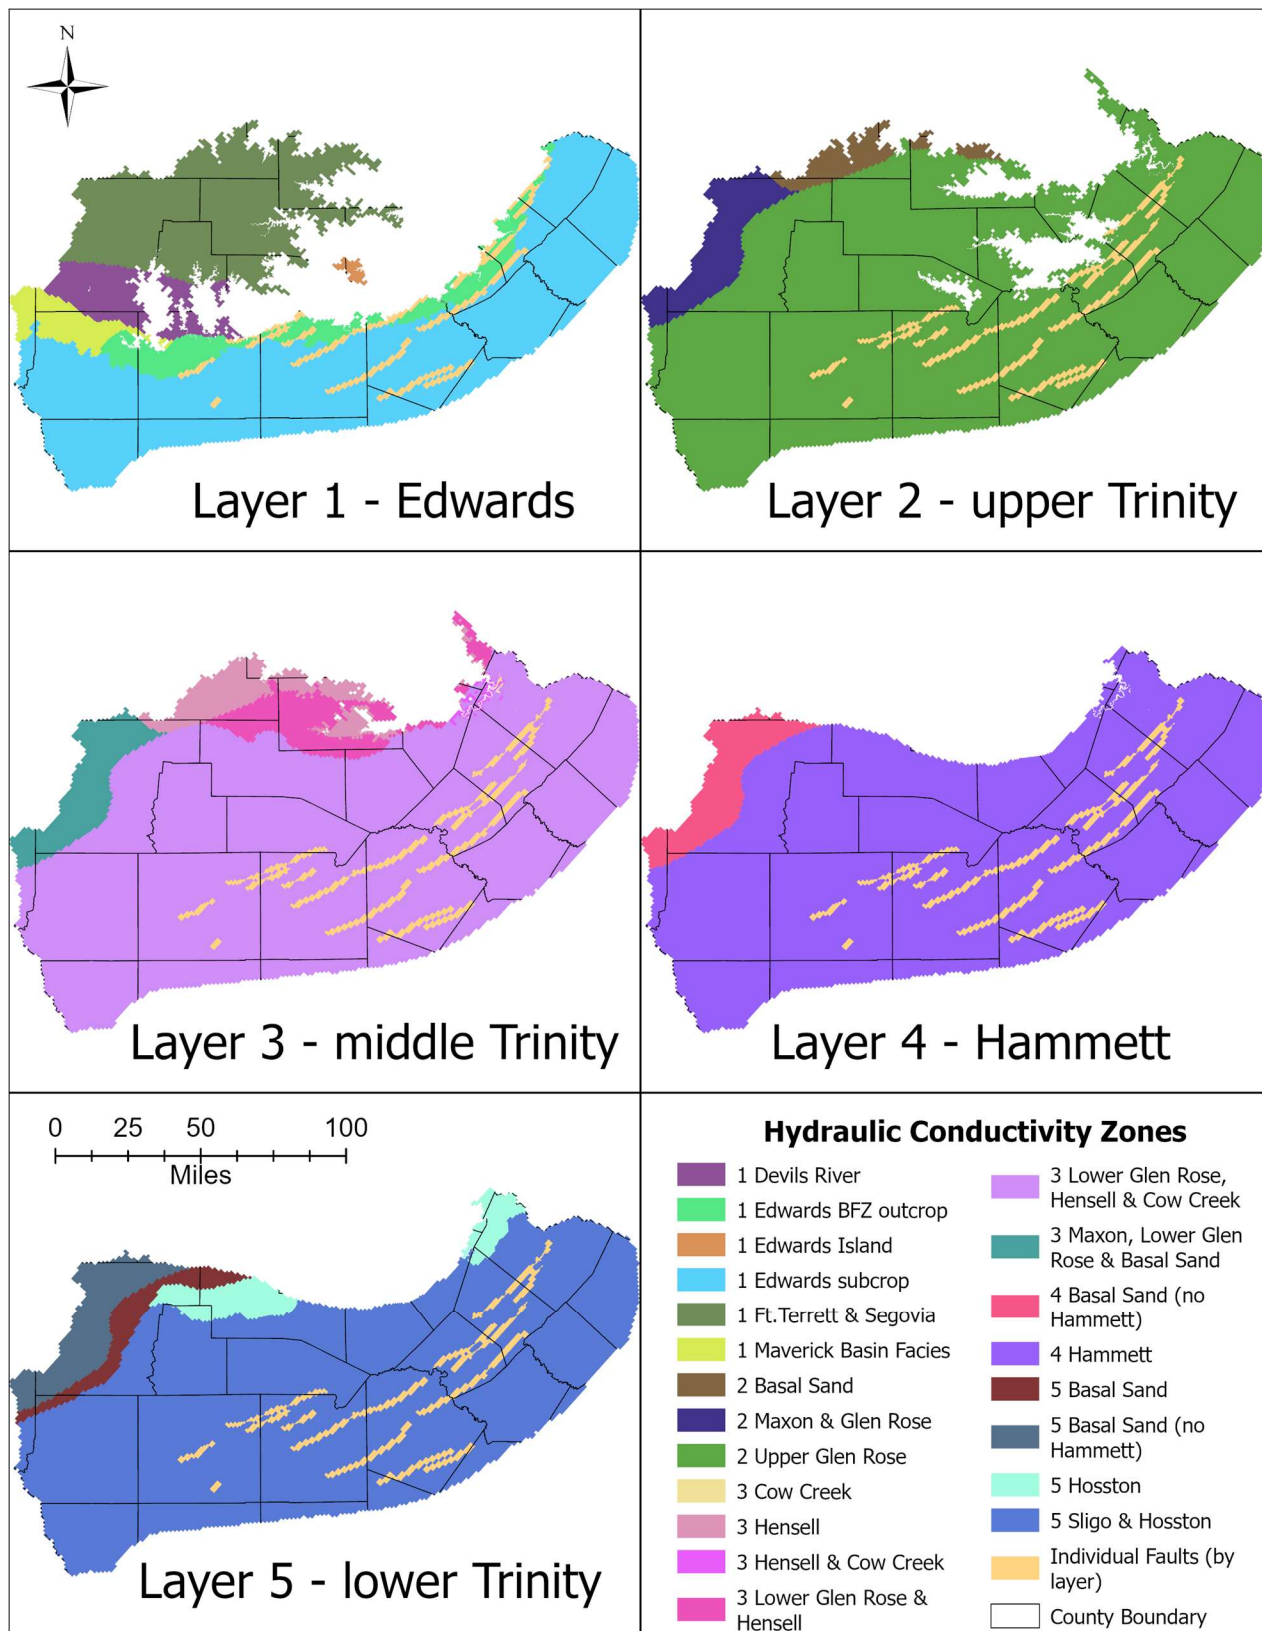 N
Layer 1 - Edwards
Layer 2 - upper Trinity
Layer 3 - middle Trinity
Layer 4 - Hammett
0 25 50 100
Miles
Layer 5 - lower Trinity
Hydraulic Conductivity Zones
1 Devils River
1 Edwards BFZ outcrop
1 Edwards Island
1 Edwards subcrop
1 Ft.Terrett & Segovia
1 Maverick Basin Facies
2 Basal Sand
2 Maxon & Glen Rose
2 Upper Glen Rose
3 Cow Creek
3 Hensell
3 Hensell & Cow Creek
3 Lower Glen Rose &
Hensell
3 Lower Glen Rose,
Hensell & Cow Creek
3 Maxon, Lower Glen
Rose & Basal Sand
4 Basal Sand (no
Hammett)
4 Hammett
5 Basal Sand
5 Basal Sand (no
Hammett)
5 Hosston
5 Sligo & Hosston
Individual Faults (by
layer)
County Boundary